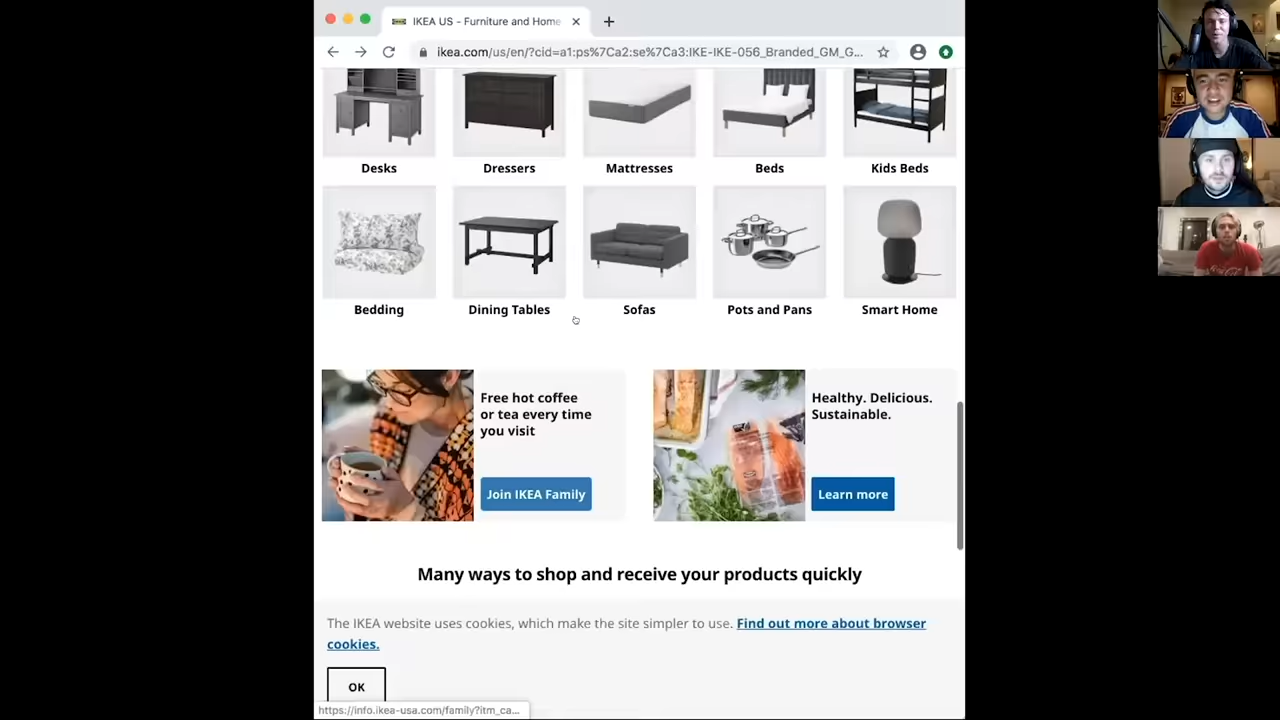 IKEA US - Furniture and Home
ikea.com/us/en/?cid=a1:ps%7Ca2:se%7Ca3:IKE-IKE-056_Branded_GM_G...
Desks
Dressers
Mattresses
Beds
Kids Beds
Bedding
Dining Tables
Sofas
Pots and Pans
Smart Home
Free hot coffee
or tea every time
you visit
Join IKEA Family
Healthy. Delicious.
Sustainable.
Learn more
Many ways to shop and receive your products quickly
The IKEA website uses cookies, which make the site simpler to use. Find out more about browser
cookies.
OK
https://info.ikea-usa.com/family?itm_ca...